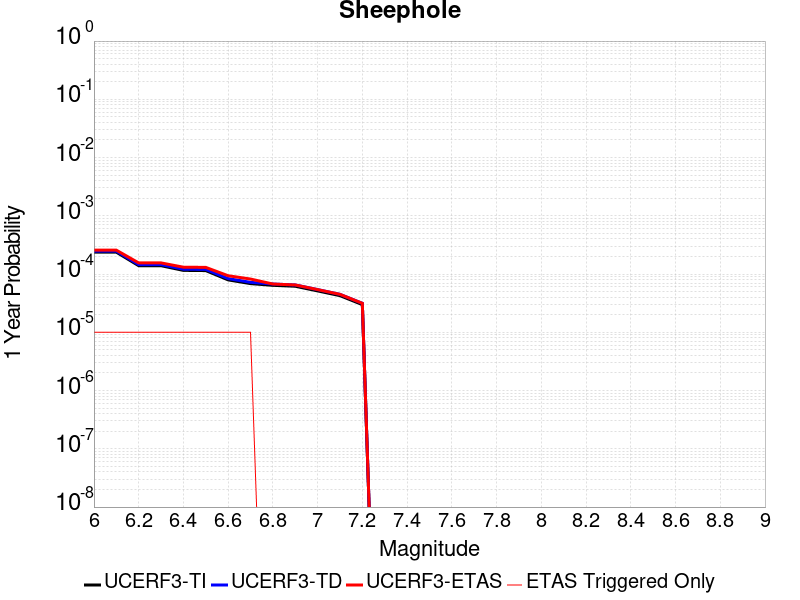 Sheephole
10^0
10^-1
10^-2
10^-3
10^-4
10^-5
10^-6
10^-7
10^-8
1 Year Probability
6 6.2 6.4 6.6 6.8 7 7.2 7.4 7.6 7.8 8 8.2 8.4 8.6 8.8 9
Magnitude
UCERF3-TI UCERF3-TD UCERF3-ETAS ETAS Triggered Only